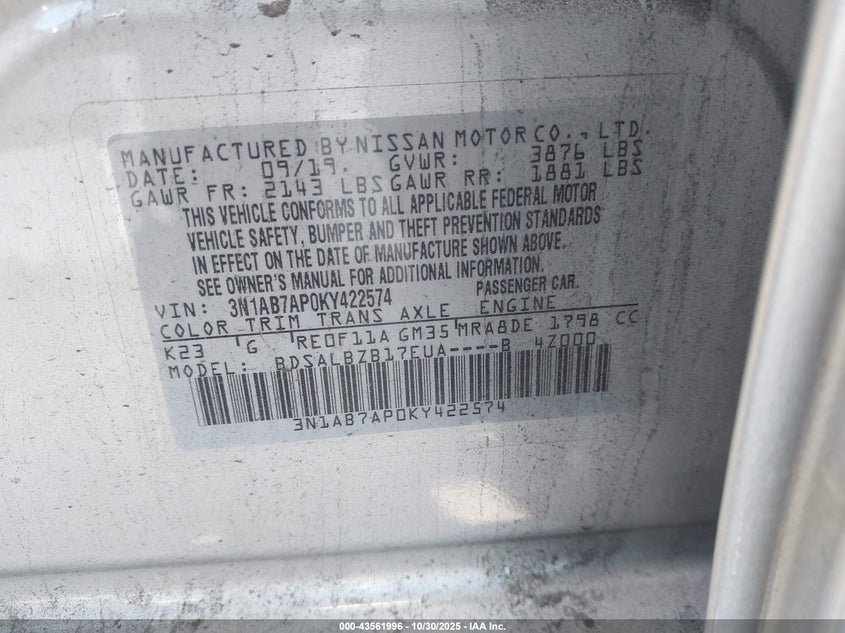 MANUFACTURED BY NISSAN MOTOR CO., LTD.
DATE: 09/19. GVWR: 3876 LBS
GAWR FR: 2143 LBS GAWR RR: 1881 LBS
THIS VEHICLE CONFORMS TO ALL APPLICABLE FEDERAL MOTOR
VEHICLE SAFETY, BUMPER AND THEFT PREVENTION STANDARDS
IN EFFECT ON THE DATE OF MANUFACTURE SHOWN ABOVE.
SEE OWNER'S MANUAL FOR ADDITIONAL INFORMATION.
PASSENGER CAR.
VIN: 3N1AB7AP0KY422574
COLOR TRIM TRANS AXLE ENGINE
K23 G RE0F11A GM35 MRA8DE 1798 CC
MODEL: BDSALBZB17EUA----B 4Z000
3N1AB7AP0KY422574
000-43561996 - 10/30/2025 - IAA Inc.